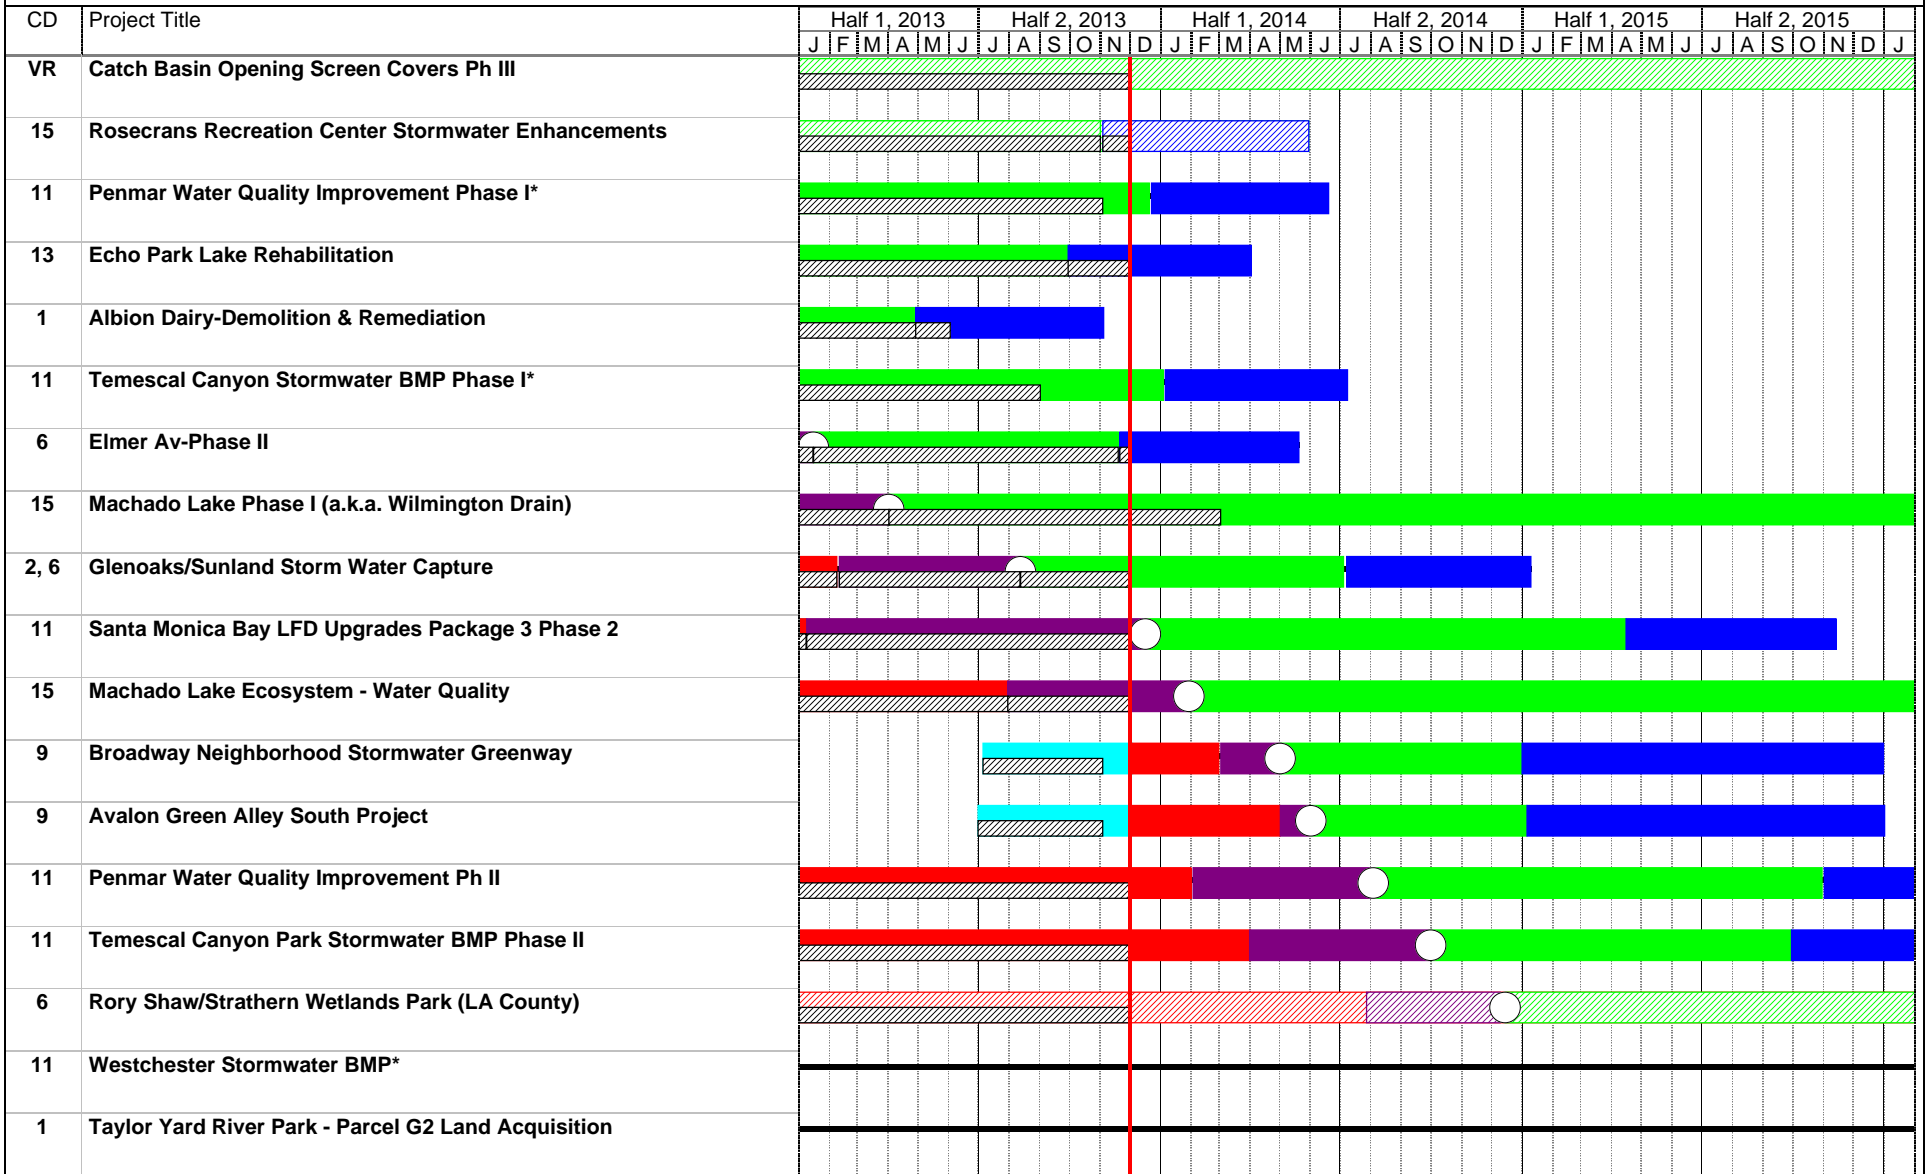 CD Project Title Half 1, 2013 Half 2, 2013 Half 1, 2014 Half 2, 2014 Half 1, 2015 Half 2, 2015
J F M A M J J A S O N D J F M A M J J A S O N D J F M A M J J A S O N D J
VR Catch Basin Opening Screen Covers Ph III
15 Rosecrans Recreation Center Stormwater Enhancements
11 Penmar Water Quality Improvement Phase I*
13 Echo Park Lake Rehabilitation
1 Albion Dairy-Demolition & Remediation
11 Temescal Canyon Stormwater BMP Phase I*
6 Elmer Av-Phase II
15 Machado Lake Phase I (a.k.a. Wilmington Drain)
2, 6 Glenoaks/Sunland Storm Water Capture
11 Santa Monica Bay LFD Upgrades Package 3 Phase 2
15 Machado Lake Ecosystem - Water Quality
9 Broadway Neighborhood Stormwater Greenway
9 Avalon Green Alley South Project
11 Penmar Water Quality Improvement Ph II
11 Temescal Canyon Park Stormwater BMP Phase II
6 Rory Shaw/Strathern Wetlands Park (LA County)
11 Westchester Stormwater BMP*
1 Taylor Yard River Park - Parcel G2 Land Acquisition